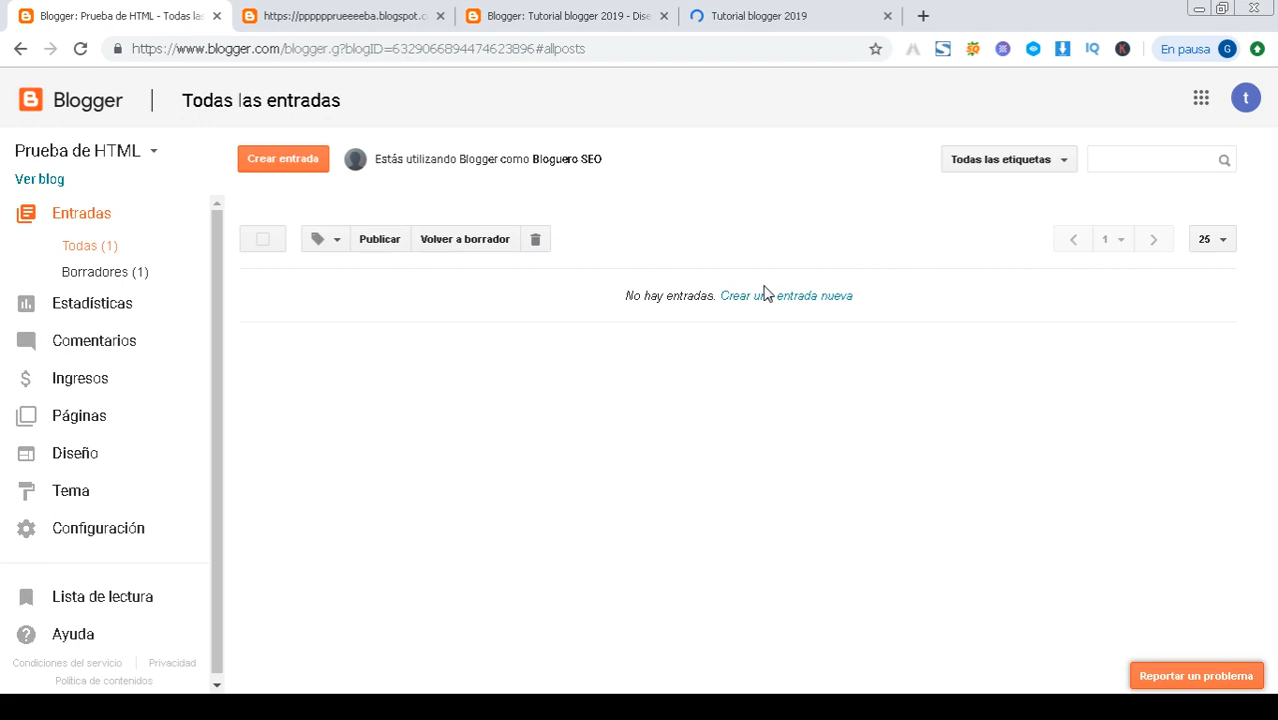 Blogger: Prueba de HTML - Todas las
https://ppppppprueeeeba.blogspot.c
Blogger: Tutorial blogger 2019 - Dise
Tutorial blogger 2019
https://www.blogger.com/blogger.g?blogID=6329066894474623896#allposts
En pausa
G
Blogger
Todas las entradas
t
Prueba de HTML
Ver blog
Crear entrada
Estás utilizando Blogger como Bloguero SEO
Todas las etiquetas
Entradas
Todas (1)
Borradores (1)
Publicar
Volver a borrador
1
25
No hay entradas. Crear una entrada nueva
Estadísticas
Comentarios
Ingresos
Páginas
Diseño
Tema
Configuración
Lista de lectura
Ayuda
Condiciones del servicio
Privacidad
Política de contenidos
Reportar un problema